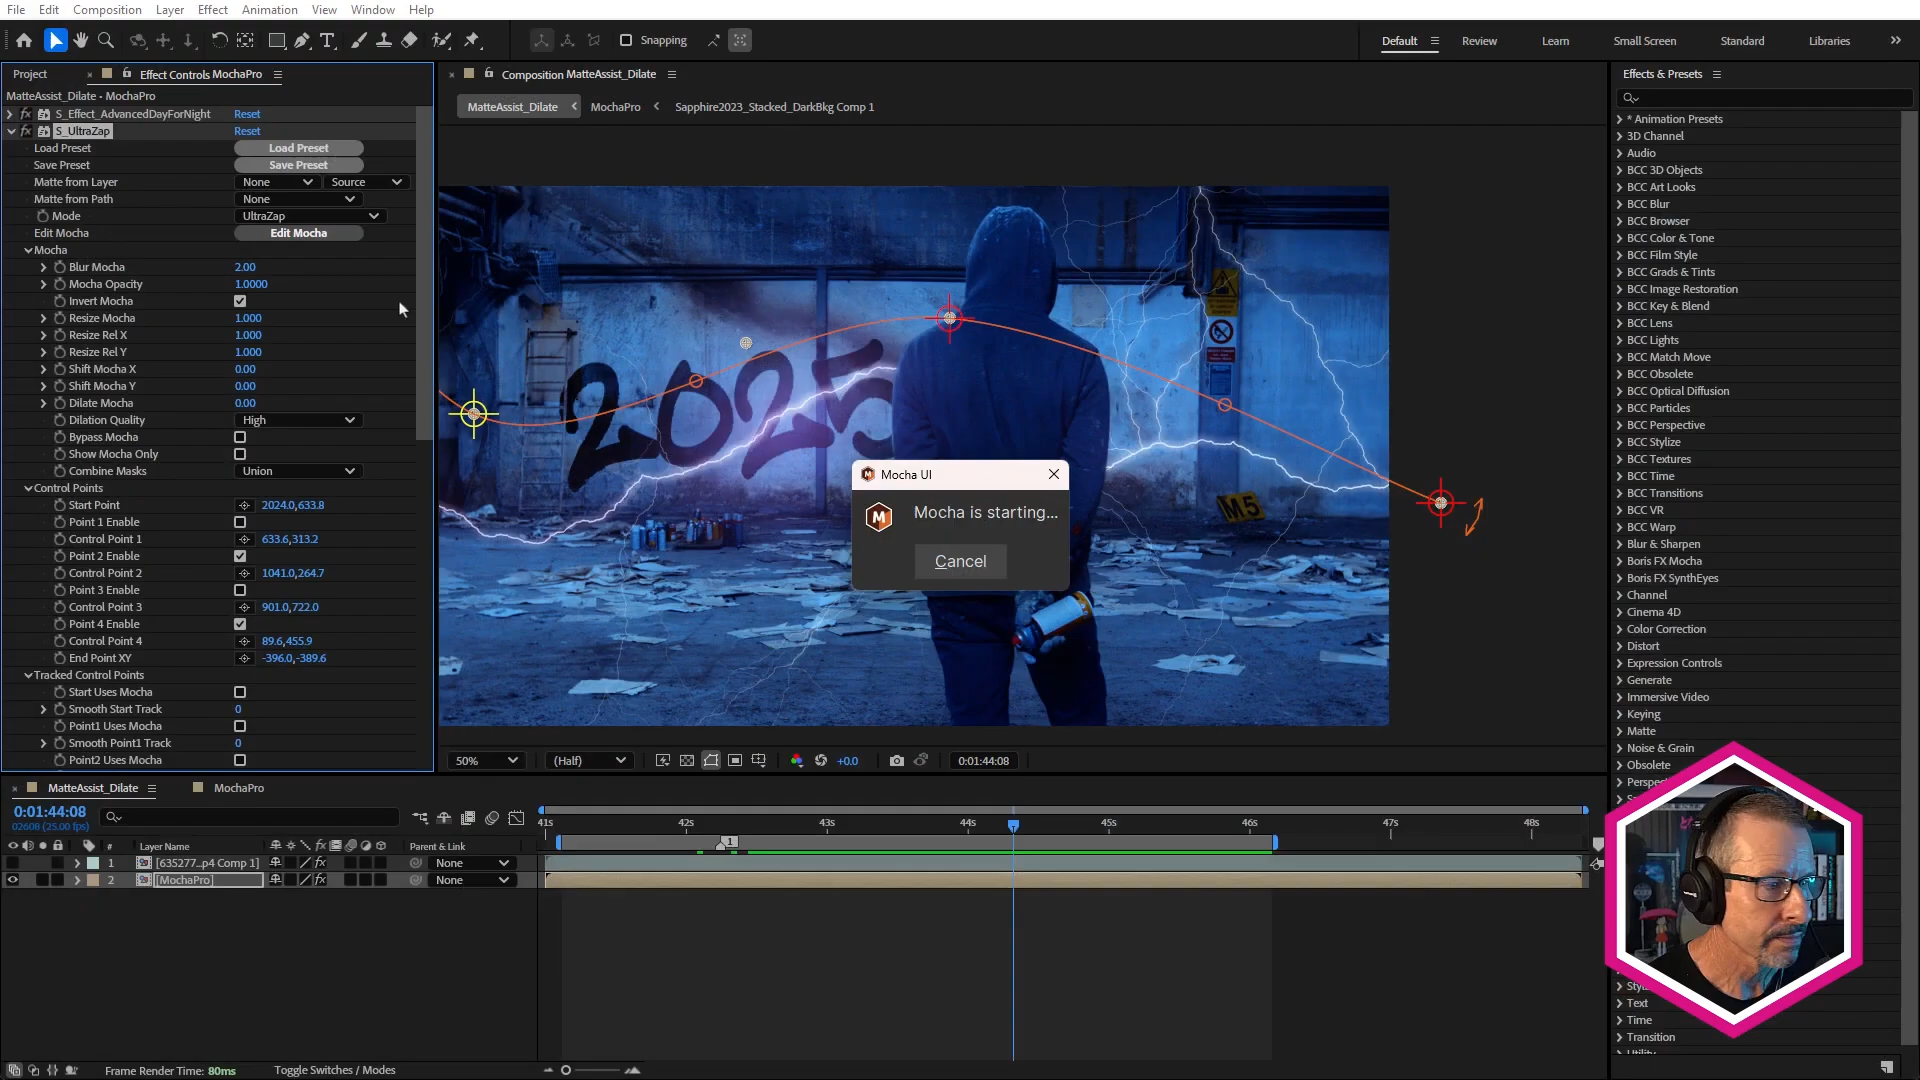 File Edit Composition Layer Effect Animation View Window Help
Snapping
Default Review Learn Small Screen Standard Libraries
Project Effect Controls MochaPro
MatteAssist_Dilate - MochaPro
S_Effect_AdvancedDayForNight Reset
S_UltraZap Reset
Load Preset Load Preset
Save Preset Save Preset
Matte from Layer None Source
Matte from Path None
Mode UltraZap
Edit Mocha Edit Mocha
Mocha
Blur Mocha 2.00
Mocha Opacity 1.0000
Invert Mocha
Resize Mocha 1.000
Resize Rel X 1.000
Resize Rel Y 1.000
Shift Mocha X 0.00
Shift Mocha Y 0.00
Dilate Mocha 0.00
Dilation Quality High
Bypass Mocha
Show Mocha Only
Combine Masks Union
Control Points
Start Point 2024.0,633.8
Point 1 Enable
Control Point 1 633.6,313.2
Point 2 Enable
Control Point 2 1041.0,264.7
Point 3 Enable
Control Point 3 901.0,722.0
Point 4 Enable
Control Point 4 89.6,455.9
End Point XY -396.0,-389.6
Tracked Control Points
Start Uses Mocha
Smooth Start Track 0
Point1 Uses Mocha
Smooth Point1 Track 0
Point2 Uses Mocha
Composition MatteAssist_Dilate
MatteAssist_Dilate MochaPro Sapphire2023_Stacked_DarkBkg Comp 1
2025
M5
Mocha UI
Mocha is starting...
Cancel
50% (Half) +0.0 0:01:44:08
Effects & Presets
* Animation Presets
3D Channel
Audio
BCC 3D Objects
BCC Art Looks
BCC Blur
BCC Browser
BCC Color & Tone
BCC Film Style
BCC Grads & Tints
BCC Image Restoration
BCC Key & Blend
BCC Lens
BCC Lights
BCC Match Move
BCC Obsolete
BCC Optical Diffusion
BCC Particles
BCC Perspective
BCC Stylize
BCC Textures
BCC Time
BCC Transitions
BCC VR
BCC Warp
Blur & Sharpen
Boris FX Mocha
Boris FX SynthEyes
Channel
Cinema 4D
Color Correction
Distort
Expression Controls
Generate
Immersive Video
Keying
Matte
Noise & Grain
Obsolete
Perspe
Sty
Text
Time
Transition
Utility
MatteAssist_Dilate MochaPro
0:01:44:08
02608 (25.00 fps)
41s 42s 43s 44s 45s 46s 47s 48s
1
# Layer Name Parent & Link
1 [635277...p4 Comp 1] None
2 [MochaPro] None
Frame Render Time: 80ms Toggle Switches / Modes